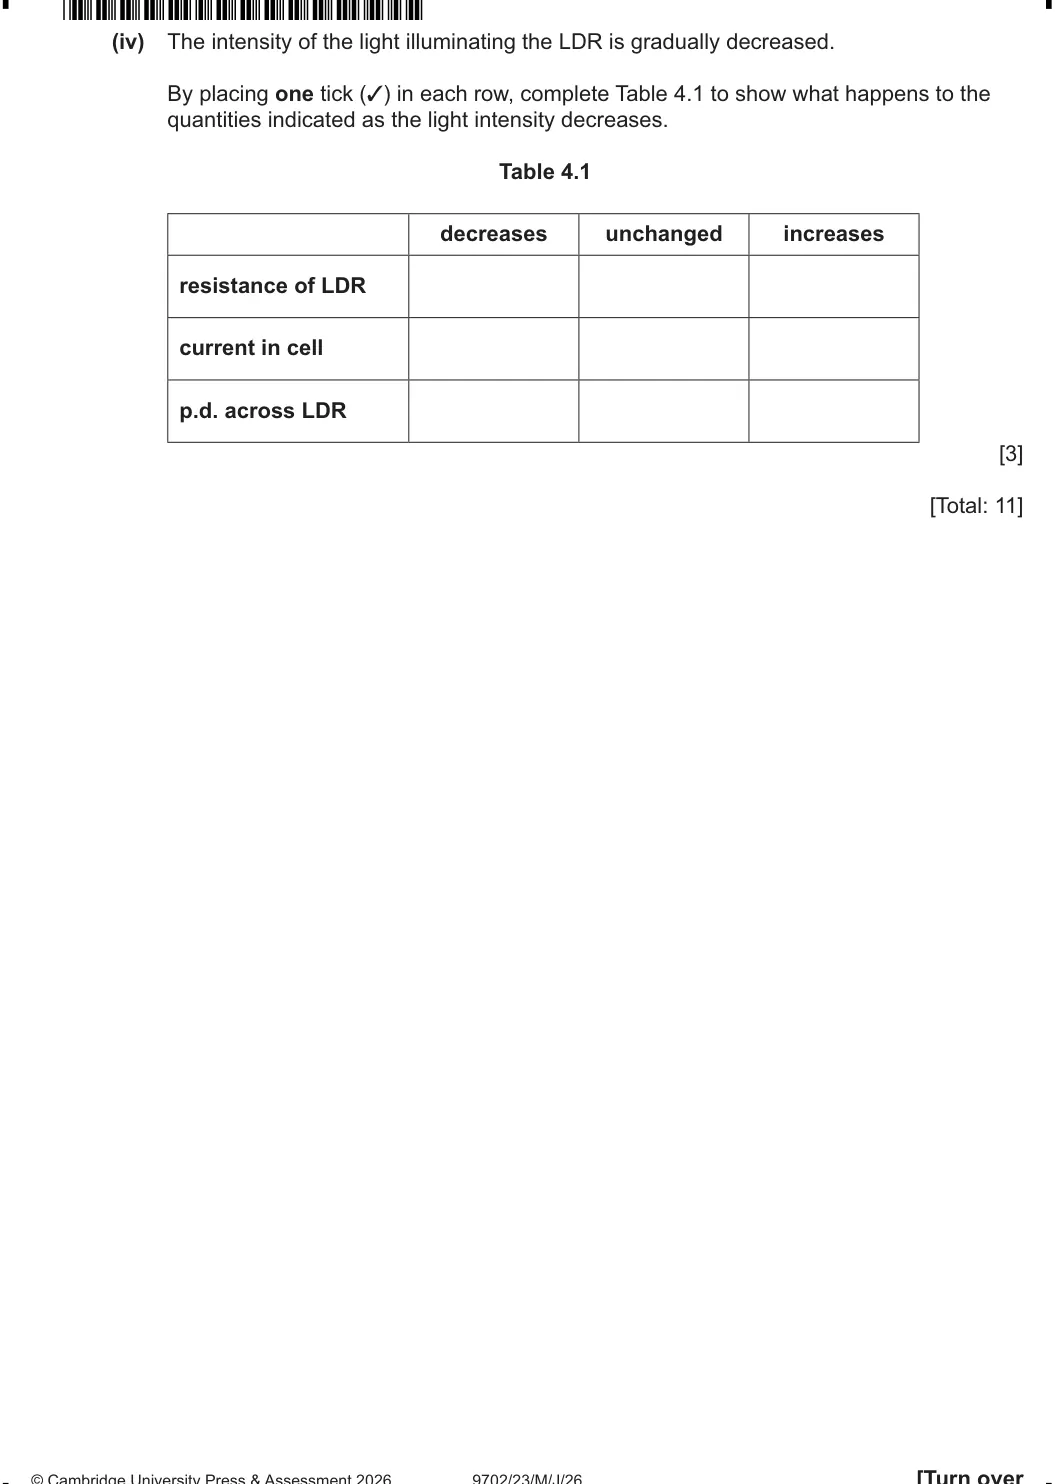 (iv) The intensity of the light illuminating the LDR is gradually decreased.
By placing one tick (✓) in each row, complete Table 4.1 to show what happens to the
quantities indicated as the light intensity decreases.
Table 4.1
decreases unchanged increases
resistance of LDR
current in cell
p.d. across LDR
[3]
[Total: 11]
© Cambridge University Press & Assessment 2026 9702/23/M/J/26 [Turn over